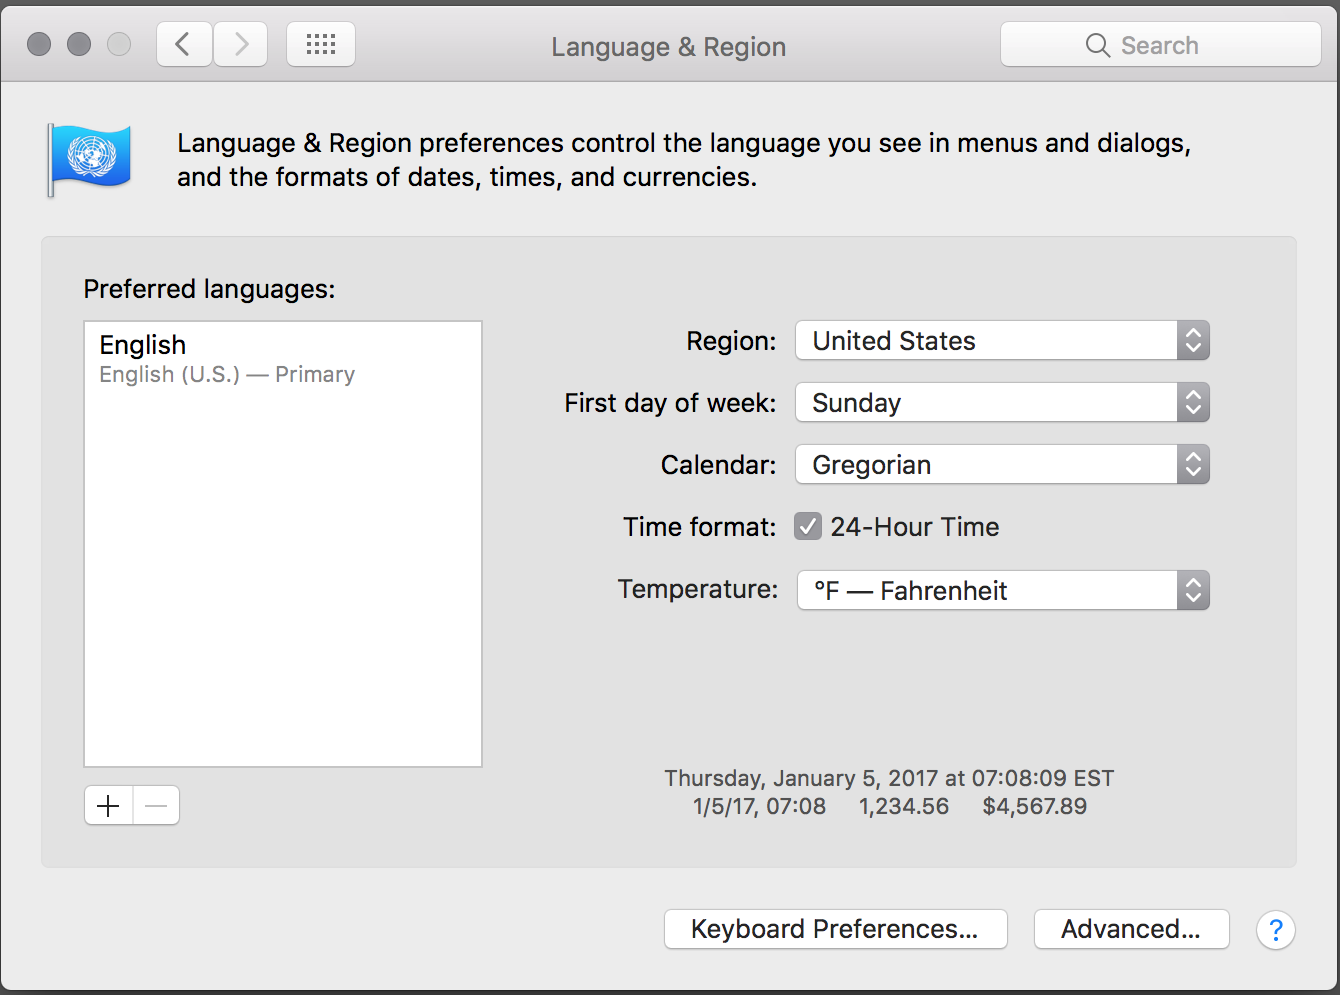 Language & Region
Search
Language & Region preferences control the language you see in menus and dialogs,
and the formats of dates, times, and currencies.
Preferred languages:
English
English (U.S.) — Primary
Region: United States
First day of week: Sunday
Calendar: Gregorian
Time format: 24-Hour Time
Temperature: °F — Fahrenheit
Thursday, January 5, 2017 at 07:08:09 EST
1/5/17, 07:08 1,234.56 $4,567.89
Keyboard Preferences... Advanced... ?